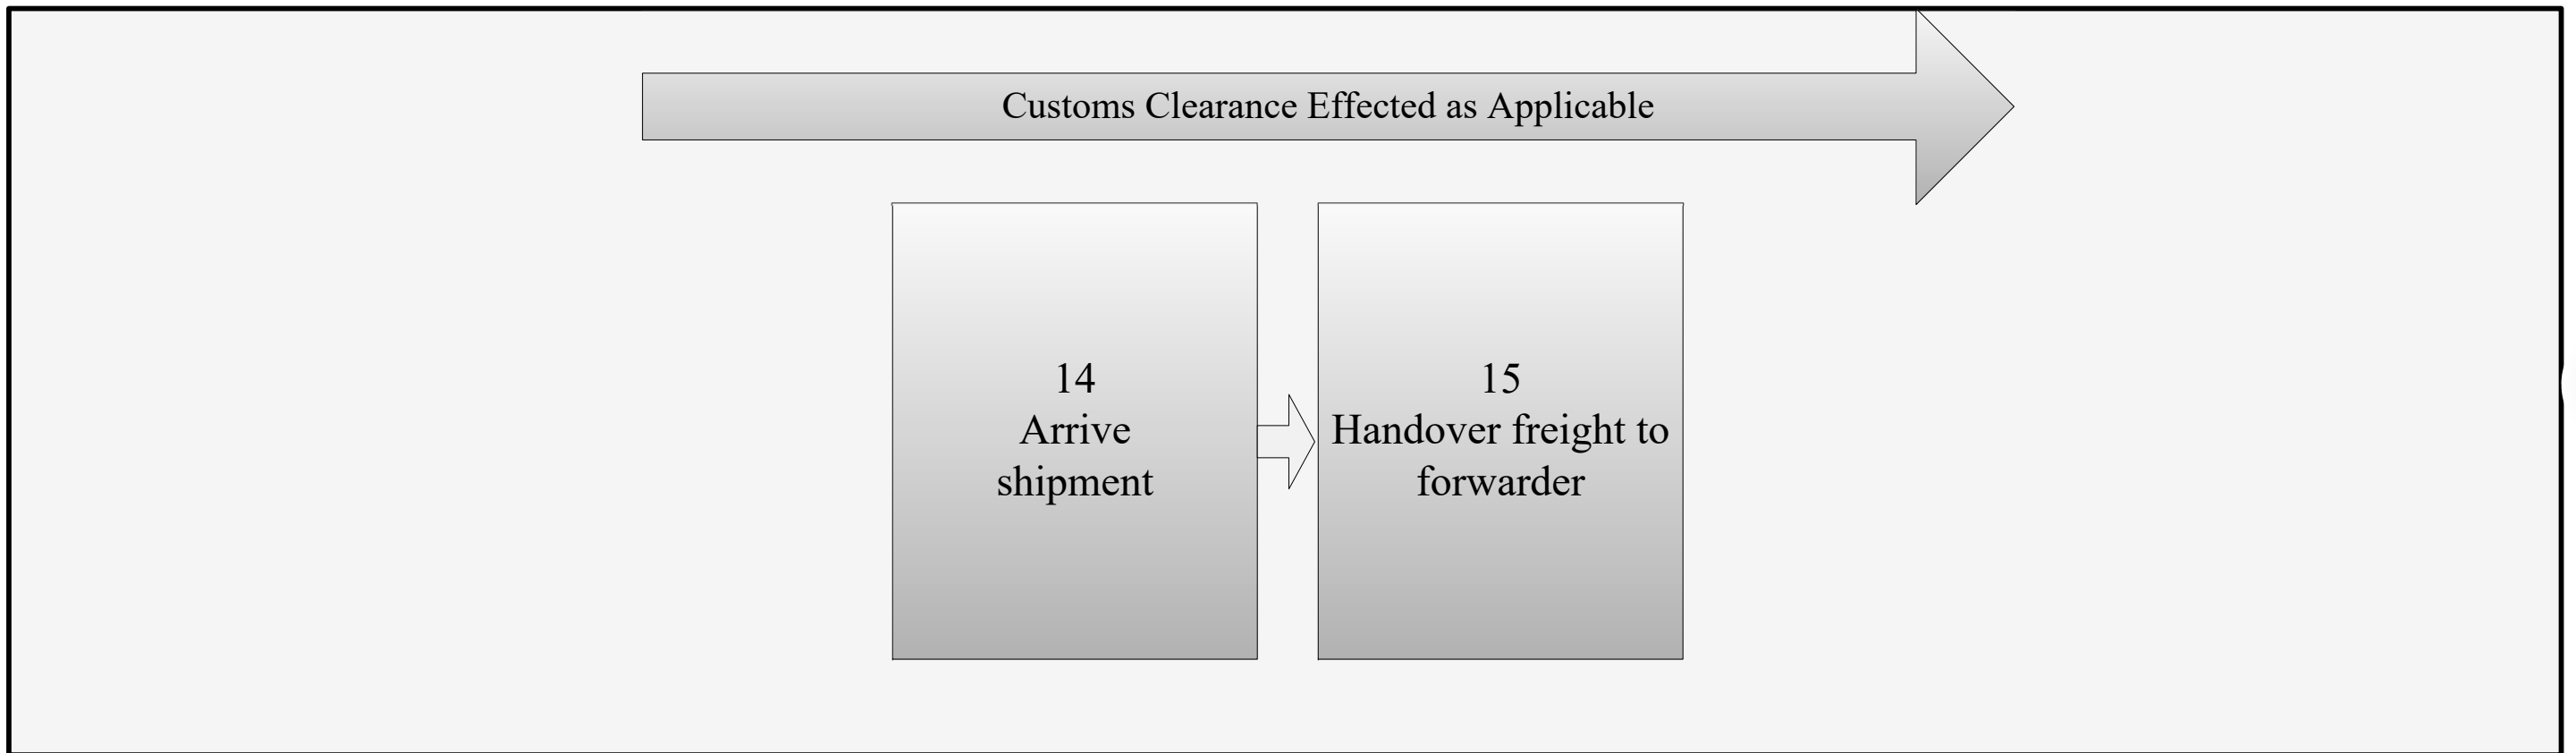 Customs Clearance Effected as Applicable
14
Arrive
shipment
15
Handover freight to
forwarder